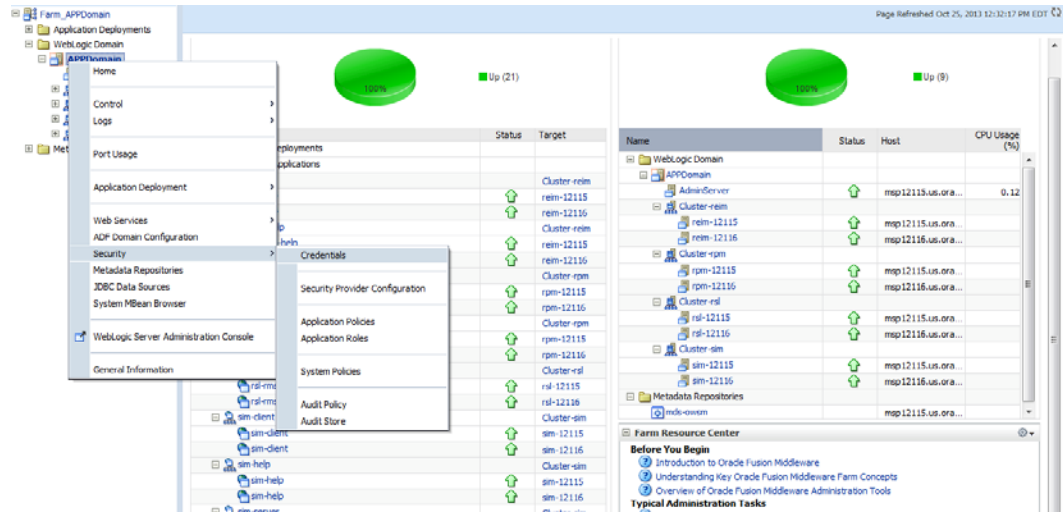 Farm_APPDomain
Application Deployments
WebLogic Domain
APPDomain
Home
Control
Logs
Port Usage
Application Deployment
Web Services
ADF Domain Configuration
Security
Metadata Repositories
JDBC Data Sources
System MBean Browser
WebLogic Server Administration Console
General Information
Met
Credentials
Security Provider Configuration
Application Policies
Application Roles
System Policies
Audit Policy
Audit Store
Page Refreshed Oct 25, 2013 12:32:17 PM EDT
100%
Up (21)
100%
Up (9)
Status Target
eployments
pplications
Cluster-reim
reim-12115
reim-12116
lp Cluster-reim
help reim-12115
reim-12116
Cluster-rpm
rpm-12115
rpm-12116
Cluster-rpm
rpm-12115
rpm-12116
Cluster-rsl
rsl-rms rsl-12115
rsl-rms rsl-12116
sim-client Cluster-sim
sim-client sim-12115
sim-client sim-12116
sim-help Cluster-sim
sim-help sim-12115
sim-help sim-12116
sim-server Cluster-sim
Name Status Host CPU Usage (%)
WebLogic Domain
APPDomain
AdminServer msp12115.us.ora... 0.12
Cluster-reim
reim-12115 msp12115.us.ora...
reim-12116 msp12116.us.ora...
Cluster-rpm
rpm-12115 msp12115.us.ora...
rpm-12116 msp12116.us.ora...
Cluster-rsl
rsl-12115 msp12115.us.ora...
rsl-12116 msp12116.us.ora...
Cluster-sim
sim-12115 msp12115.us.ora...
sim-12116 msp12116.us.ora...
Metadata Repositories
mds-owsm msp12115.us.ora...
Farm Resource Center
Before You Begin
Introduction to Oracle Fusion Middleware
Understanding Key Oracle Fusion Middleware Farm Concepts
Overview of Oracle Fusion Middleware Administration Tools
Typical Administration Tasks